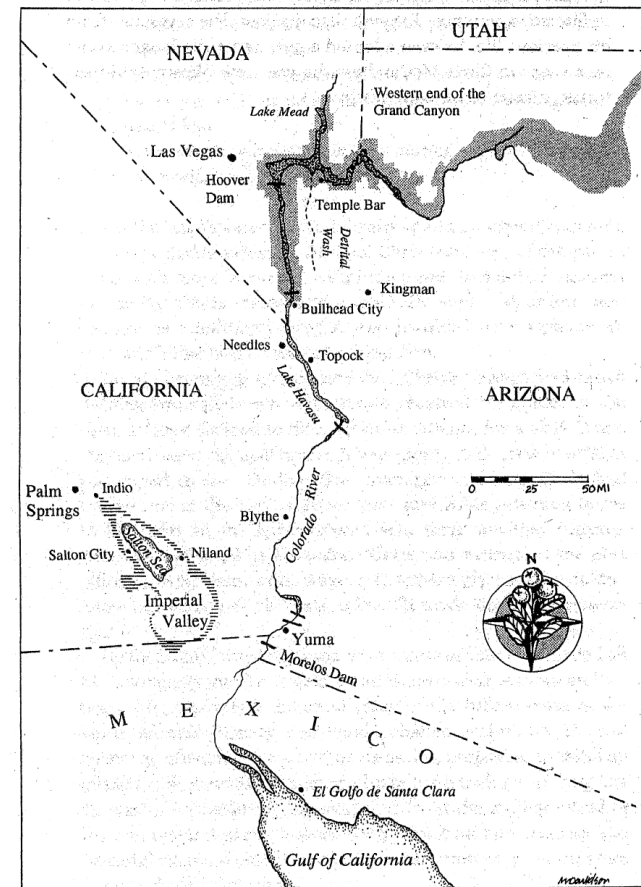 UTAH
NEVADA
Lake Mead
Western end of the
Grand Canyon
Las Vegas
Hoover
Dam
Temple Bar
Detrital
Wash
Kingman
Bullhead City
Needles
Topock
Lake Havasu
CALIFORNIA
ARIZONA
0 25 50 MI
Palm
Springs
Indio
Blythe
Colorado River
Salton Sea
Salton City
Niland
Imperial
Valley
N
Yuma
Morelos Dam
MEXICO
El Golfo de Santa Clara
Gulf of California